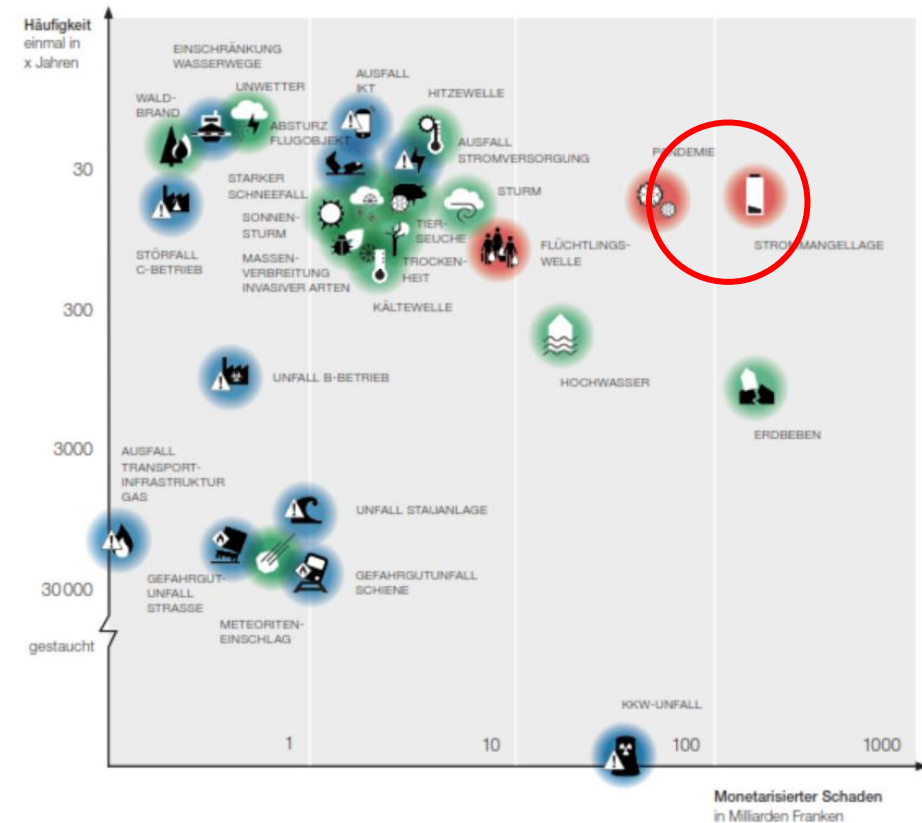 Häufigkeit
einmal in
x Jahren
EINSCHRÄNKUNG
WASSERWEGE
UNWETTER
WALD-
BRAND
ABSTURZ
FLUGOBJEKT
AUSFALL
IKT
HITZEWELLE
AUSFALL
STROMVERSORGUNG
PANDEMIE
30
STARKER
SCHNEEFALL
STURM
SONNEN-
STURM
TIER-
SEUCHE
FLÜCHTLINGS-
WELLE
STROMMANGELLAGE
STÖRFALL
C-BETRIEB
MASSEN-
VERBREITUNG
INVASIVER ARTEN
TROCKEN-
HEIT
KÄLTEWELLE
300
UNFALL B-BETRIEB
HOCHWASSER
ERDBEBEN
3000
AUSFALL
TRANSPORT-
INFRASTRUKTUR
GAS
UNFALL STAUANLAGE
GEFAHRGUT-
UNFALL
STRASSE
GEFAHRGUTUNFALL
SCHIENE
30 000
METEORITEN-
EINSCHLAG
gestaucht
KKW-UNFALL
1
10
100
1000
Monetarisierter Schaden
in Milliarden Franken